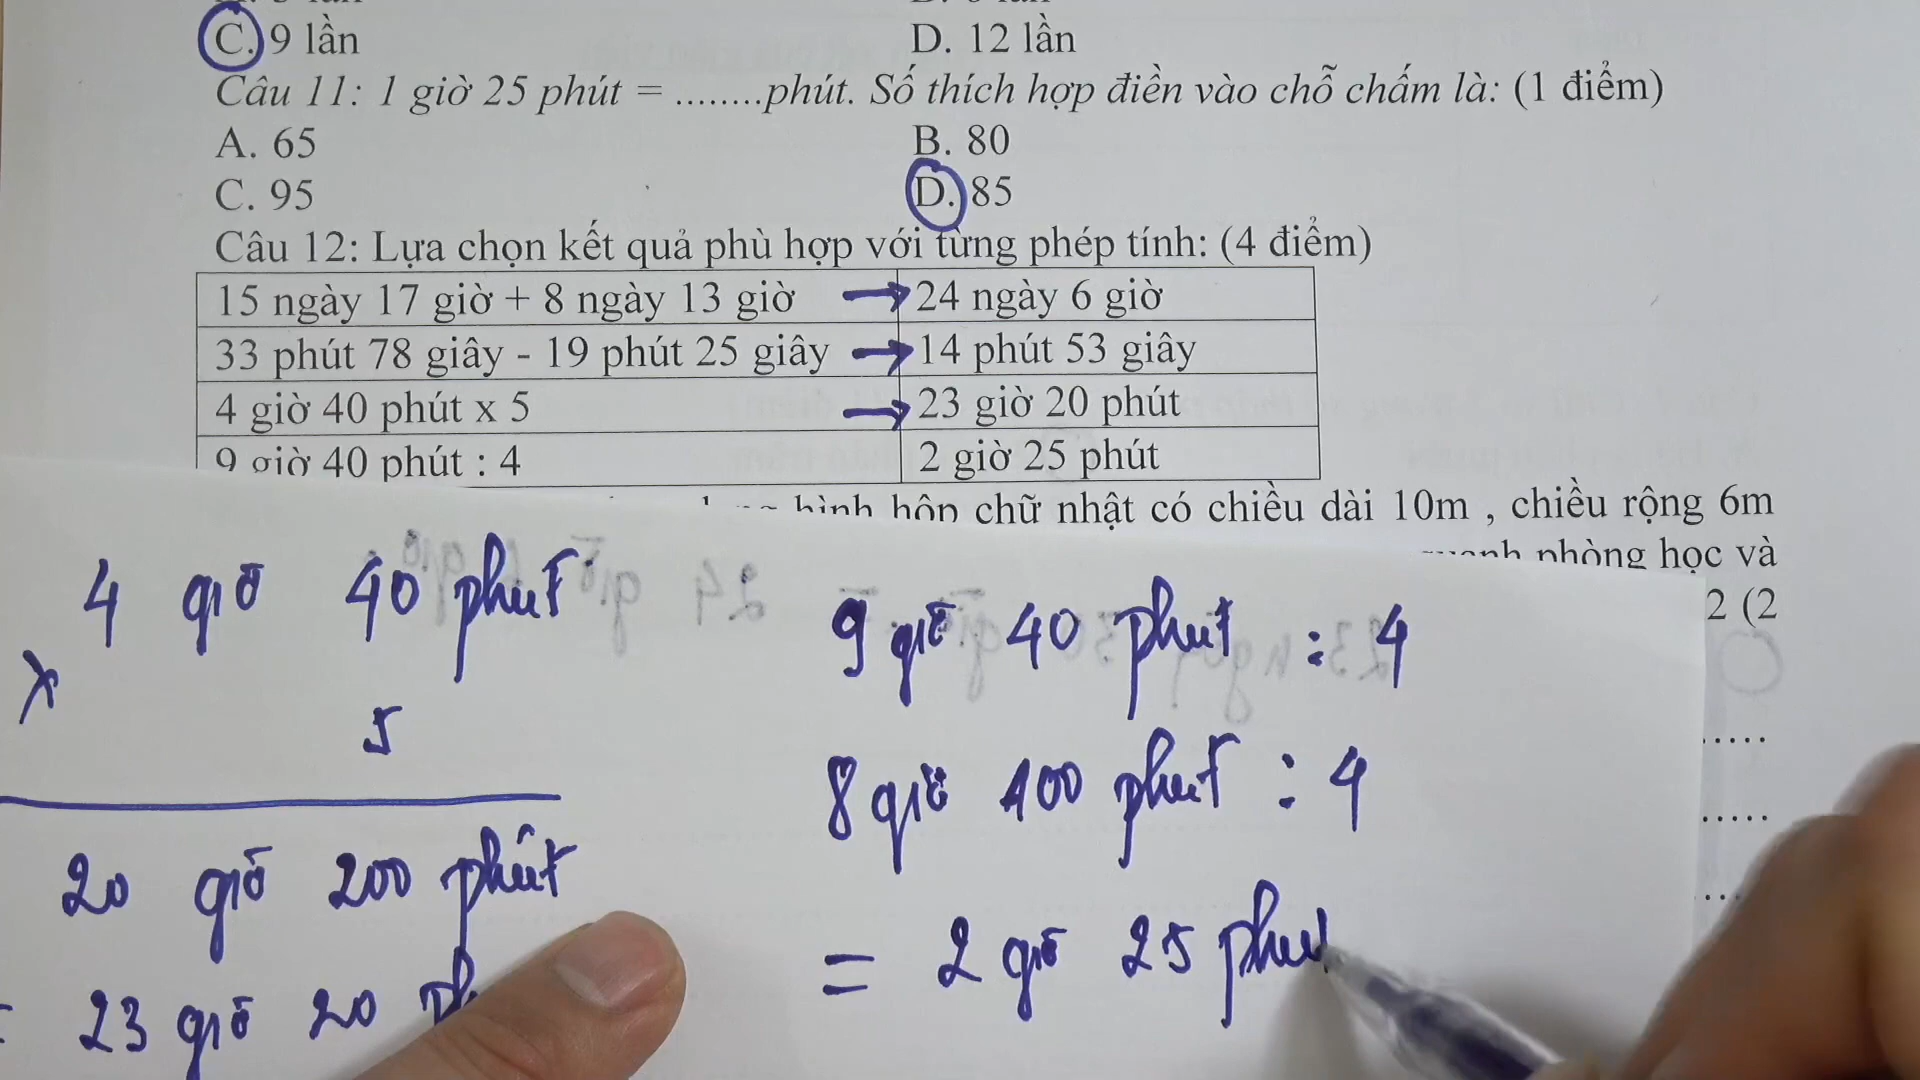 C. 9 lần
D. 12 lần
Câu 11: 1 giờ 25 phút = ........phút. Số thích hợp điền vào chỗ chấm là: (1 điểm)
A. 65
B. 80
C. 95
D. 85
Câu 12: Lựa chọn kết quả phù hợp với từng phép tính: (4 điểm)
15 ngày 17 giờ + 8 ngày 13 giờ → 24 ngày 6 giờ
33 phút 78 giây - 19 phút 25 giây → 14 phút 53 giây
4 giờ 40 phút x 5 → 23 giờ 20 phút
9 giờ 40 phút : 4 2 giờ 25 phút
hình hộp chữ nhật có chiều dài 10m , chiều rộng 6m
quanh phòng học và
2 (2
4 giờ 40 phút
x
5
20 giờ 200 phút
= 23 giờ 20
9 giờ 40 phút : 4
8 giờ 100 phút : 4
= 2 giờ 25 phu